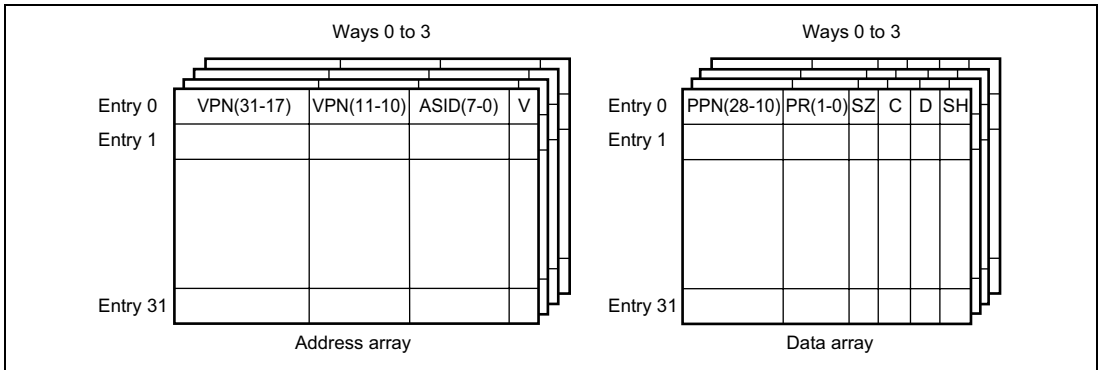 Ways 0 to 3
Entry 0 VPN(31-17) VPN(11-10) ASID(7-0) V
Entry 1
Entry 31
Address array
Ways 0 to 3
Entry 0 PPN(28-10) PR(1-0) SZ C D SH
Entry 1
Entry 31
Data array